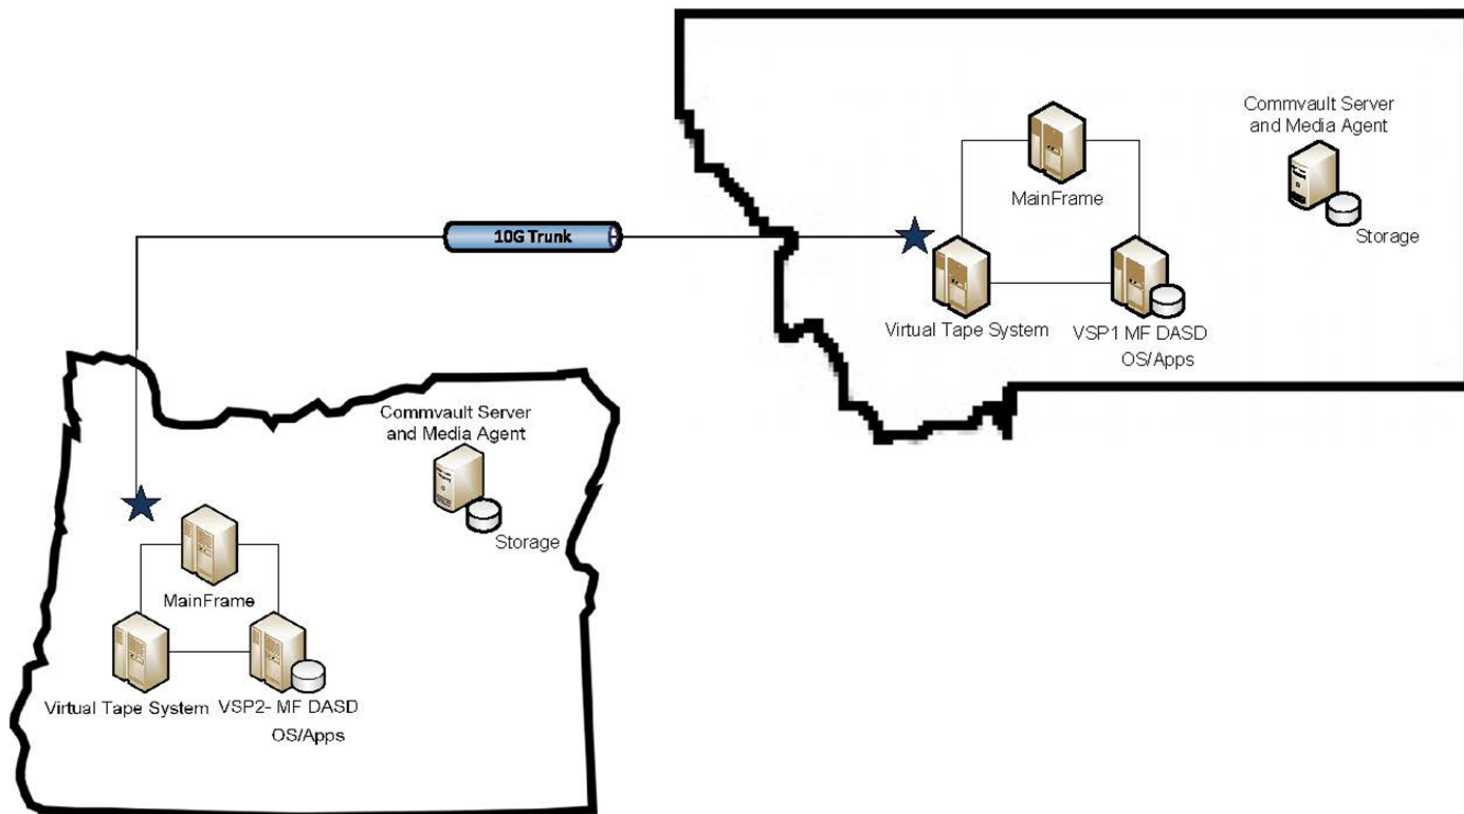 Commvault Server
and Media Agent
MainFrame
Storage
10G Trunk
Virtual Tape System
VSP1 MF DASD
OS/Apps
Commvault Server
and Media Agent
Storage
MainFrame
Virtual Tape System
VSP2- MF DASD
OS/Apps